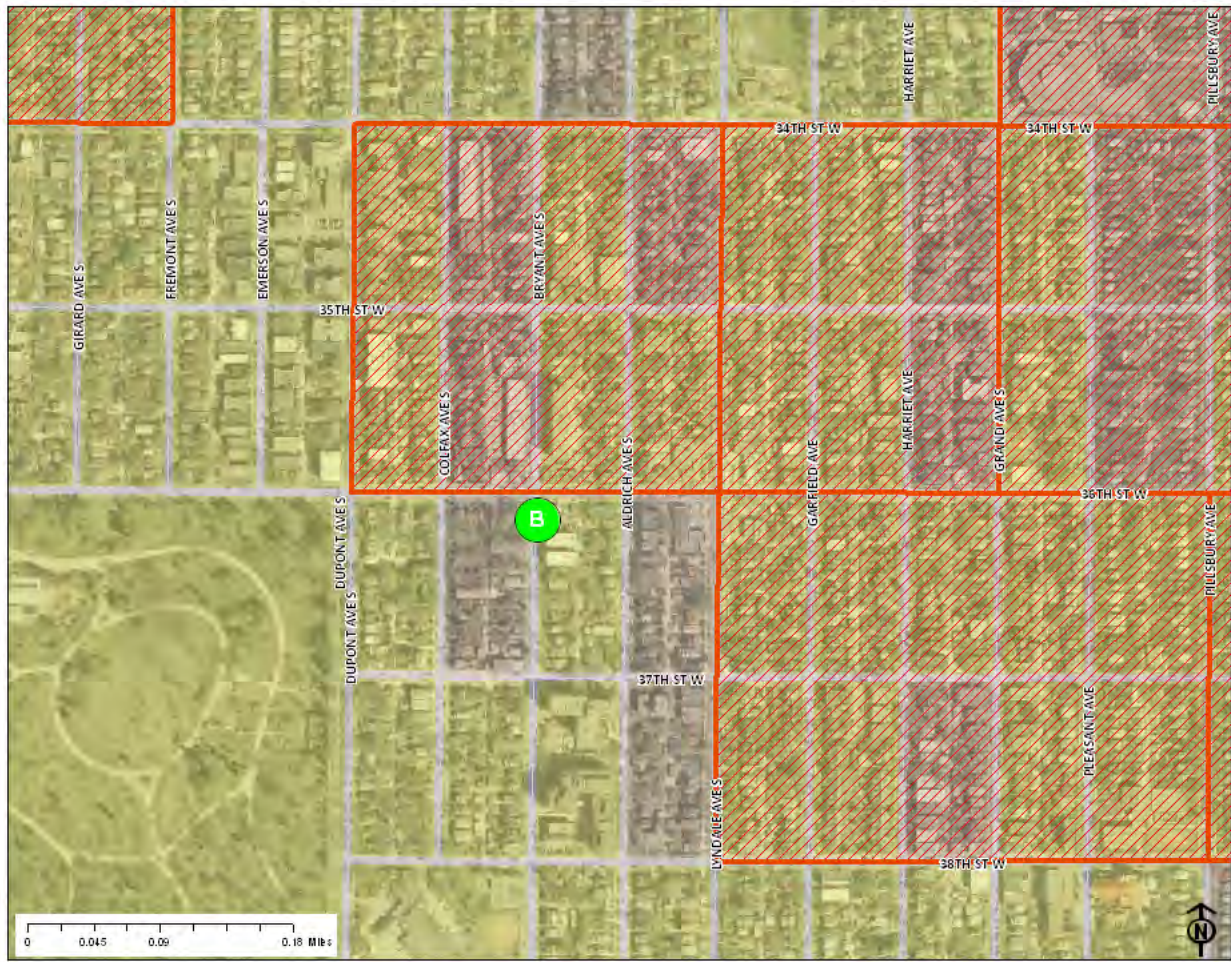 HARRIET AVE
PILLSBURY AVE
34TH ST W
34TH ST W
GIRARD AVE S
FREMONT AVE S
EMERSON AVE S
BRYANT AVE S
35TH ST W
COLFAX AVE S
ALDRICH AVE S
GARFIELD AVE
HARRIET AVE
GRAND AVE S
36TH ST W
B
DUPONT AVE S
PILLSBURY AVE
DUPONT AVE S
37TH ST W
PLEASANT AVE
LYNDALE AVE S
38TH ST W
0 0.045 0.09 0.18 Miles
N